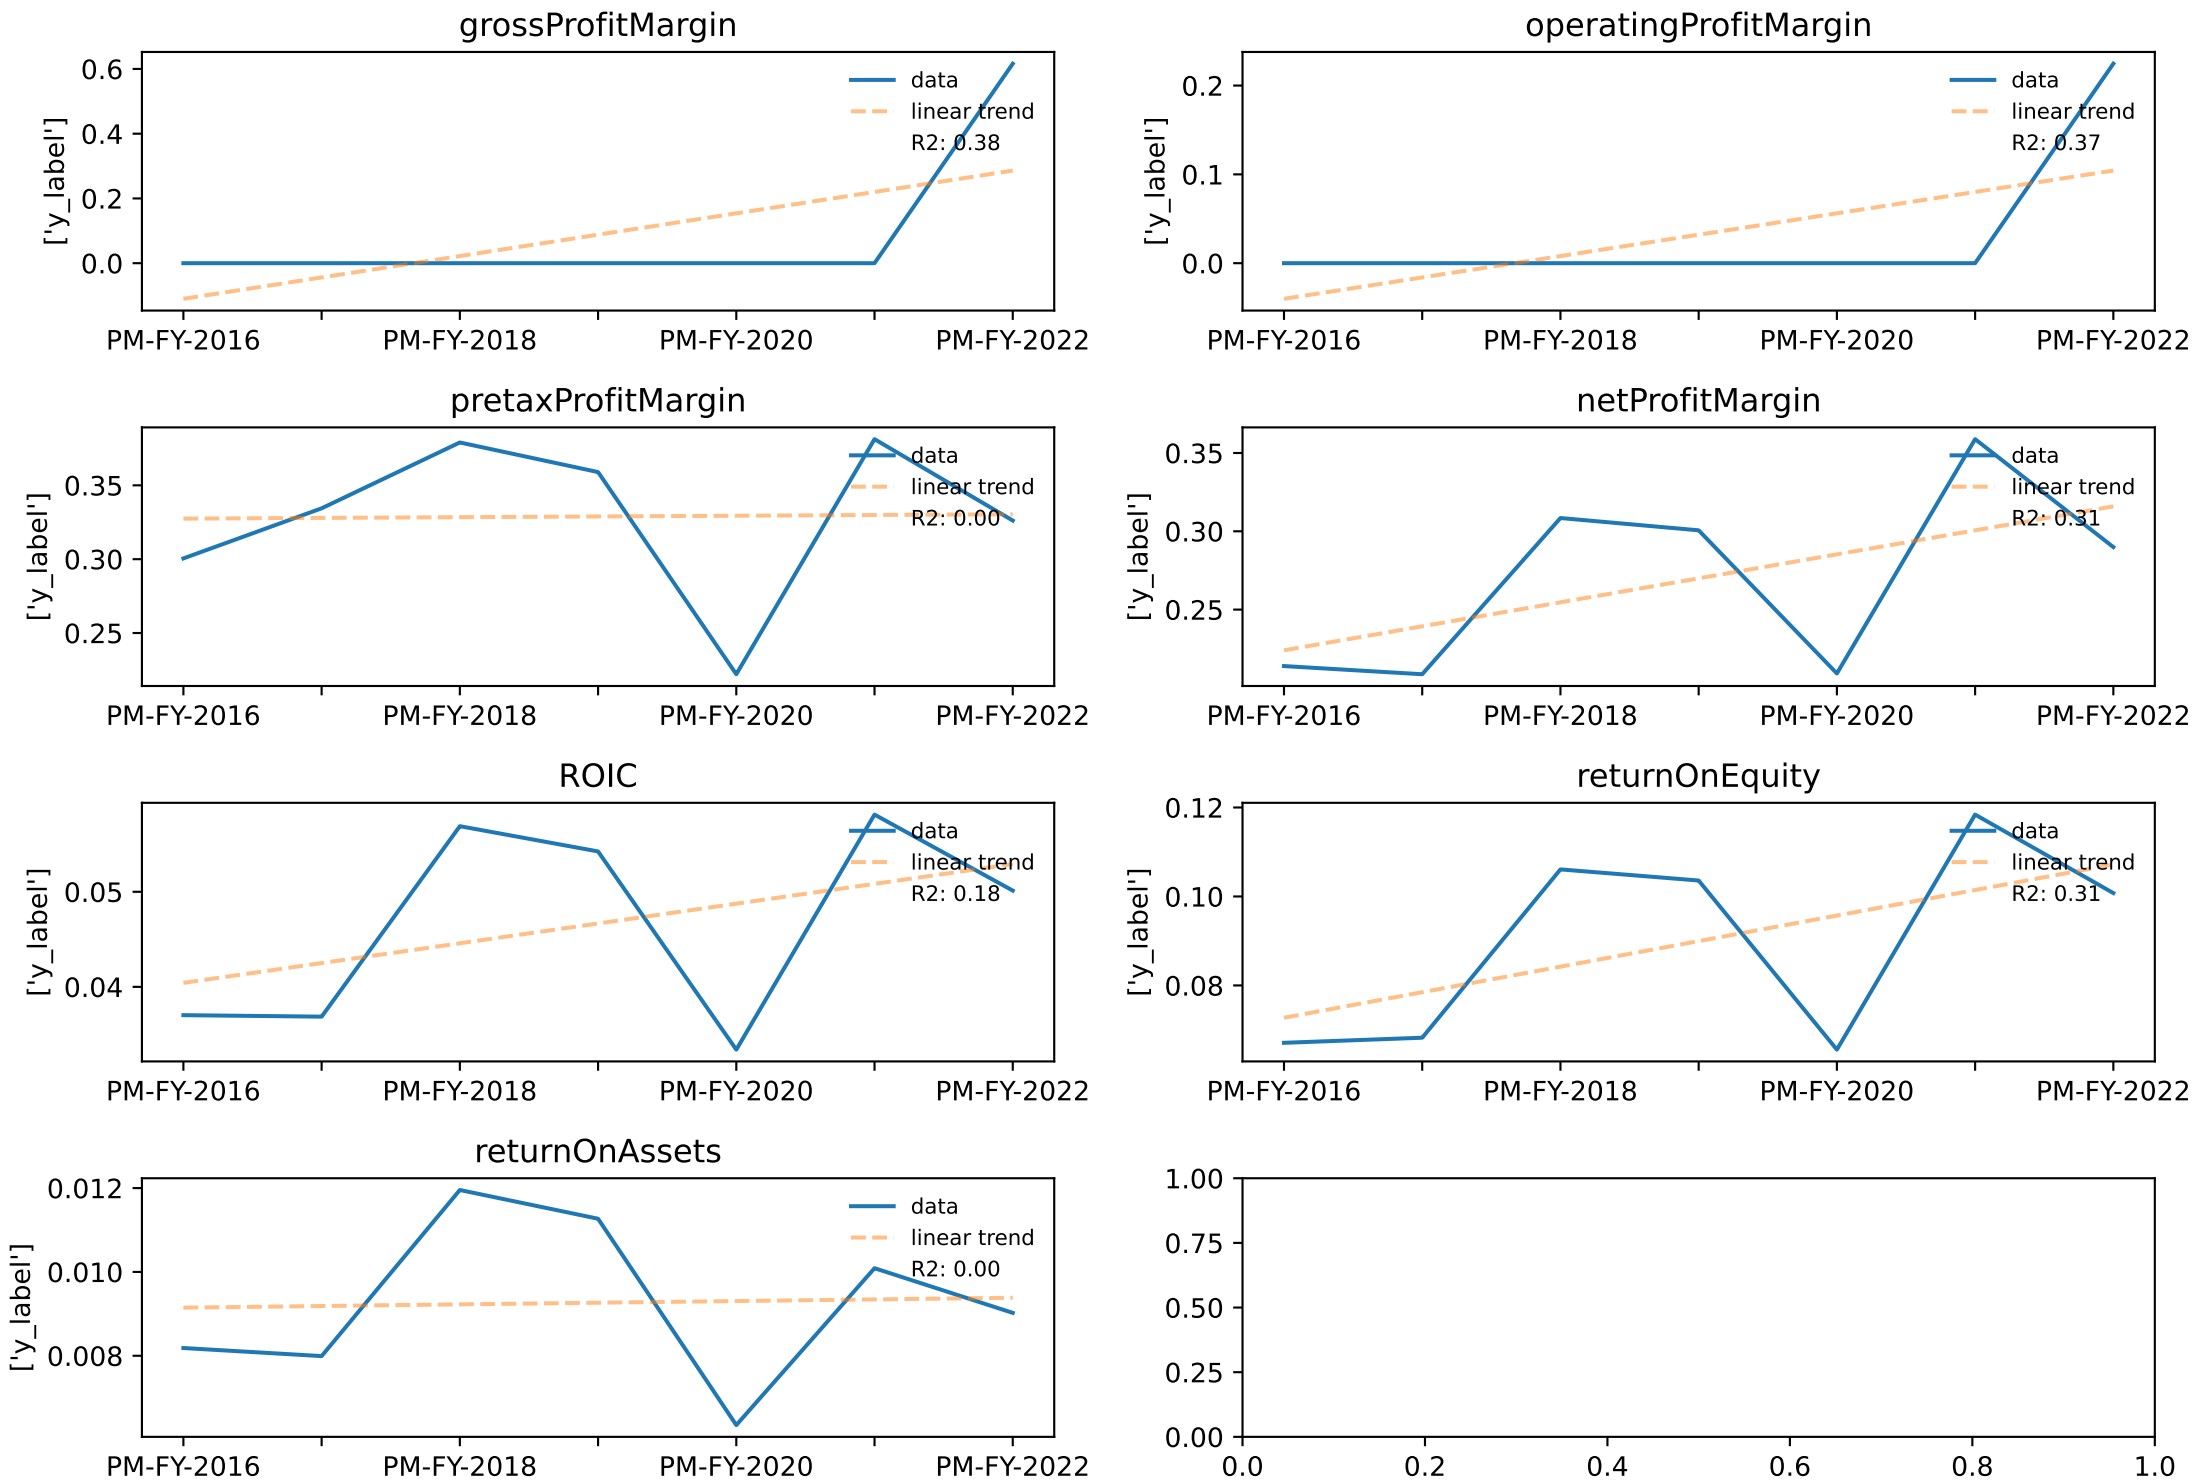 grossProfitMargin
['y_label']
0.6
0.4
0.2
0.0
data
linear trend
R2: 0.38
PM-FY-2016 PM-FY-2018 PM-FY-2020 PM-FY-2022
operatingProfitMargin
['y_label']
0.2
0.1
0.0
data
linear trend
R2: 0.37
PM-FY-2016 PM-FY-2018 PM-FY-2020 PM-FY-2022
pretaxProfitMargin
['y_label']
0.35
0.30
0.25
data
linear trend
R2: 0.00
PM-FY-2016 PM-FY-2018 PM-FY-2020 PM-FY-2022
netProfitMargin
['y_label']
0.35
0.30
0.25
data
linear trend
R2: 0.31
PM-FY-2016 PM-FY-2018 PM-FY-2020 PM-FY-2022
ROIC
['y_label']
0.05
0.04
data
linear trend
R2: 0.18
PM-FY-2016 PM-FY-2018 PM-FY-2020 PM-FY-2022
returnOnEquity
['y_label']
0.12
0.10
0.08
data
linear trend
R2: 0.31
PM-FY-2016 PM-FY-2018 PM-FY-2020 PM-FY-2022
returnOnAssets
['y_label']
0.012
0.010
0.008
data
linear trend
R2: 0.00
PM-FY-2016 PM-FY-2018 PM-FY-2020 PM-FY-2022
1.00
0.75
0.50
0.25
0.00
0.0 0.2 0.4 0.6 0.8 1.0